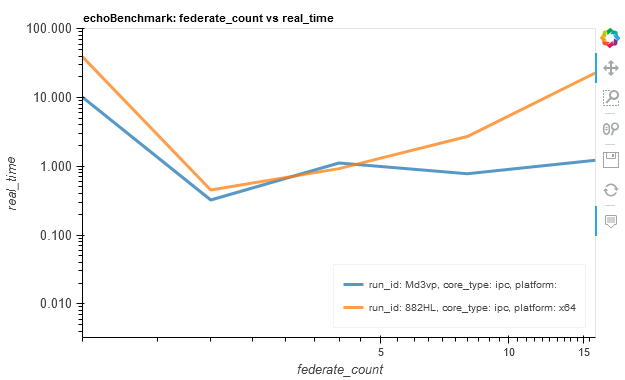 echoBenchmark: federate_count vs real_time
100.000
10.000
1.000
0.100
0.010
real_time
run_id: Md3vp, core_type: ipc, platform:
run_id: 882HL, core_type: ipc, platform: x64
5
10
15
federate_count